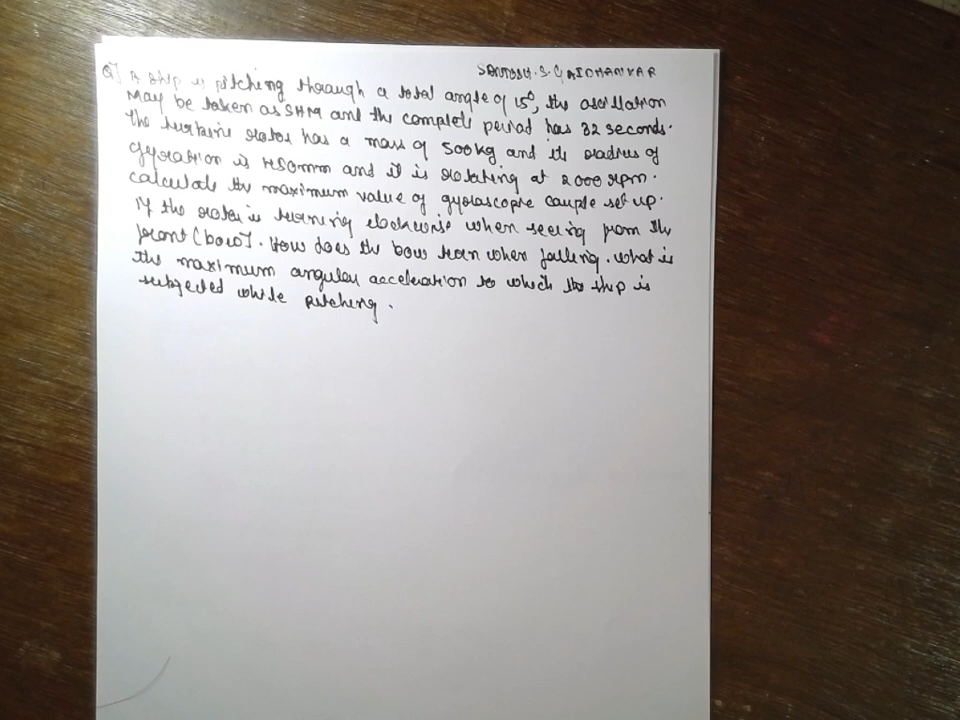 SANTOSH.S.GAIDHANKAR
Q] A ship is pitching through a total angle of 15°, the oscillation
May be taken as SHM and the complete period has 32 seconds.
The turbine rotor has a mass of 500kg and its radius of
gyration is 450mm and it is rotating at 2000 rpm.
calculate the maximum value of gyroscopic couple set up.
If the rotor is turning clockwise when seeing from the
front (bow). How does the bow turn when falling. what is
the maximum angular acceleration to which the ship is
subjected while pitching.